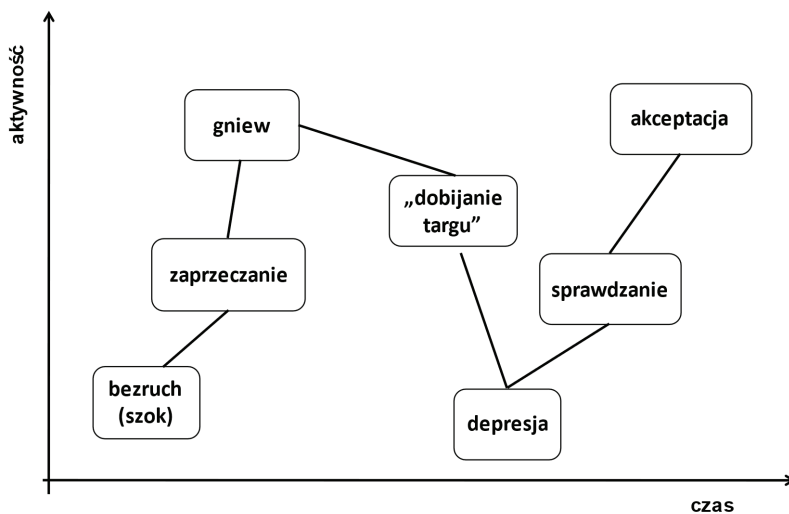 aktywność
gniew
akceptacja
„dobijanie
targu”
zaprzeczanie
sprawdzanie
bezruch
(szok)
depresja
czas